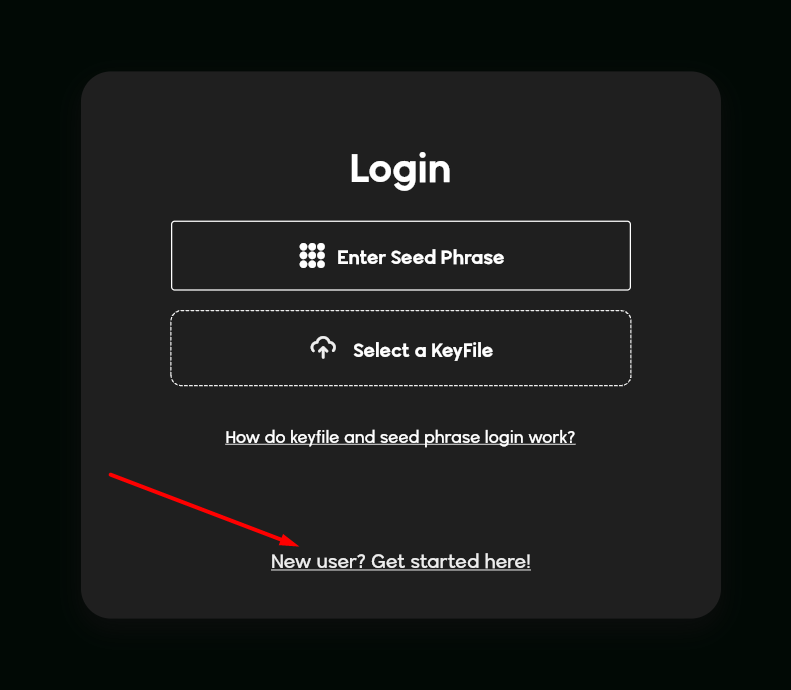 Login
Enter Seed Phrase
Select a KeyFile
How do keyfile and seed phrase login work?
New user? Get started here!